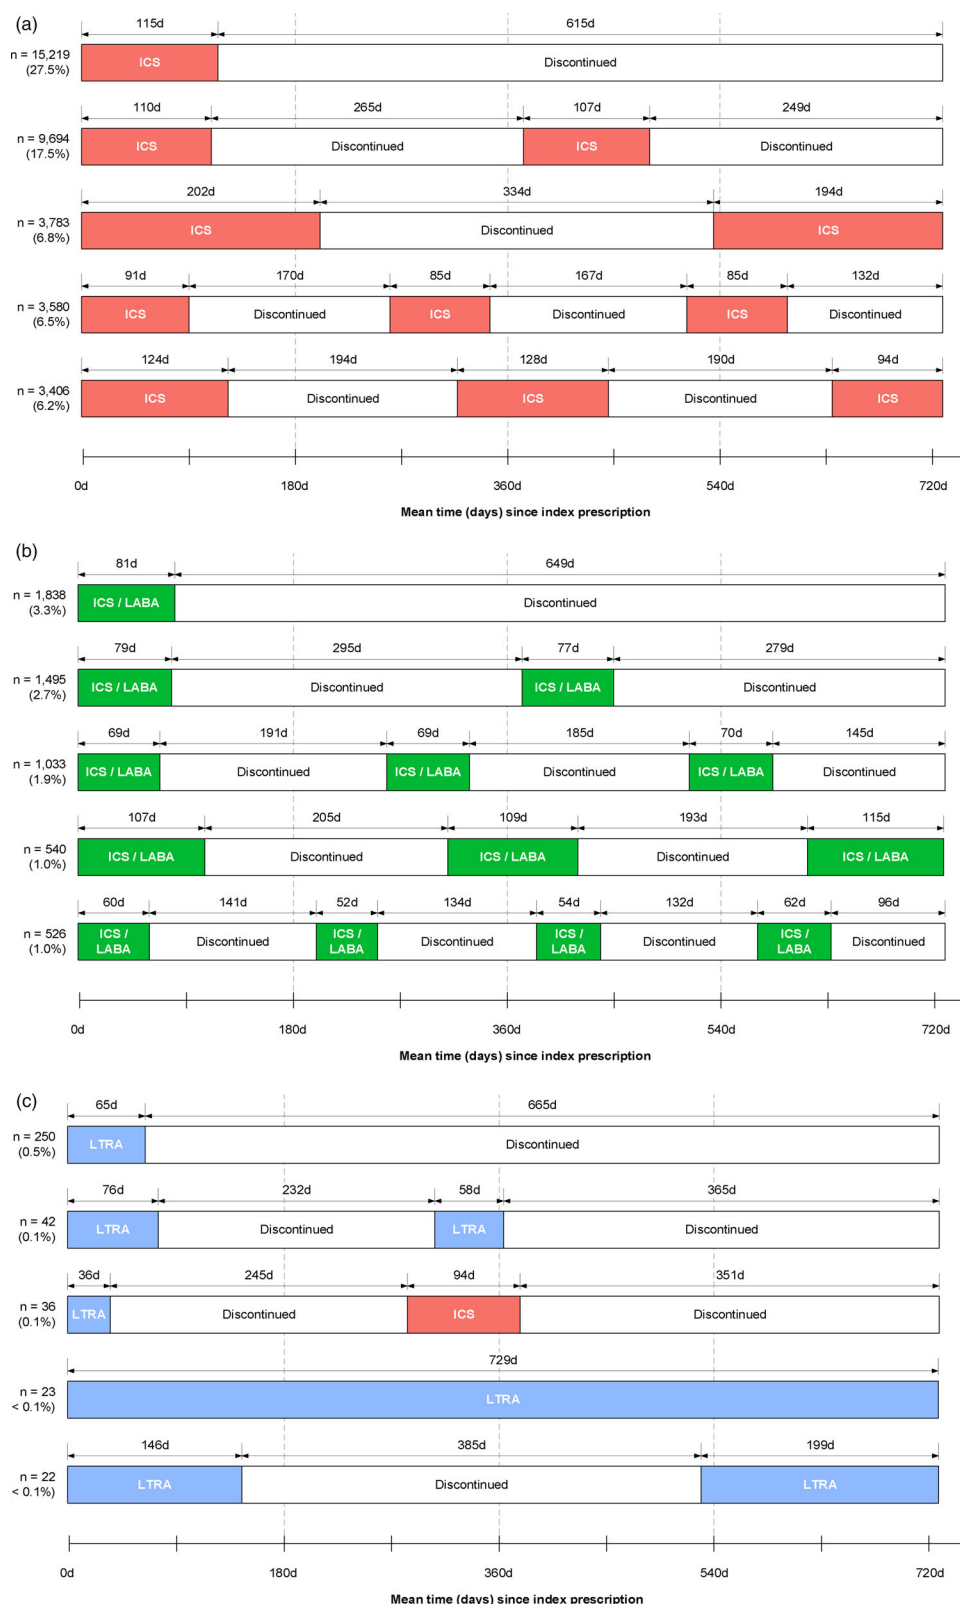 (a)
115d 615d
n = 15,219
(27.5%)
ICS Discontinued
110d 265d 107d 249d
n = 9,694
(17.5%)
ICS Discontinued ICS Discontinued
202d 334d 194d
n = 3,783
(6.8%)
ICS Discontinued ICS
91d 170d 85d 167d 85d 132d
n = 3,580
(6.5%)
ICS Discontinued ICS Discontinued ICS Discontinued
124d 194d 128d 190d 94d
n = 3,406
(6.2%)
ICS Discontinued ICS Discontinued ICS
0d 180d 360d 540d 720d
Mean time (days) since index prescription
(b)
81d 649d
n = 1,838
(3.3%)
ICS / LABA Discontinued
79d 295d 77d 279d
n = 1,495
(2.7%)
ICS / LABA Discontinued ICS / LABA Discontinued
69d 191d 69d 185d 70d 145d
n = 1,033
(1.9%)
ICS / LABA Discontinued ICS / LABA Discontinued ICS / LABA Discontinued
107d 205d 109d 193d 115d
n = 540
(1.0%)
ICS / LABA Discontinued ICS / LABA Discontinued ICS / LABA
60d 141d 52d 134d 54d 132d 62d 96d
n = 526
(1.0%)
ICS / LABA Discontinued ICS / LABA Discontinued ICS / LABA Discontinued ICS / LABA Discontinued
0d 180d 360d 540d 720d
Mean time (days) since index prescription
(c)
65d 665d
n = 250
(0.5%)
LTRA Discontinued
76d 232d 58d 365d
n = 42
(0.1%)
LTRA Discontinued LTRA Discontinued
36d 245d 94d 351d
n = 36
(0.1%)
LTRA Discontinued ICS Discontinued
729d
n = 23
< 0.1%)
LTRA
146d 385d 199d
n = 22
< 0.1%)
LTRA Discontinued LTRA
0d 180d 360d 540d 720d
Mean time (days) since index prescription